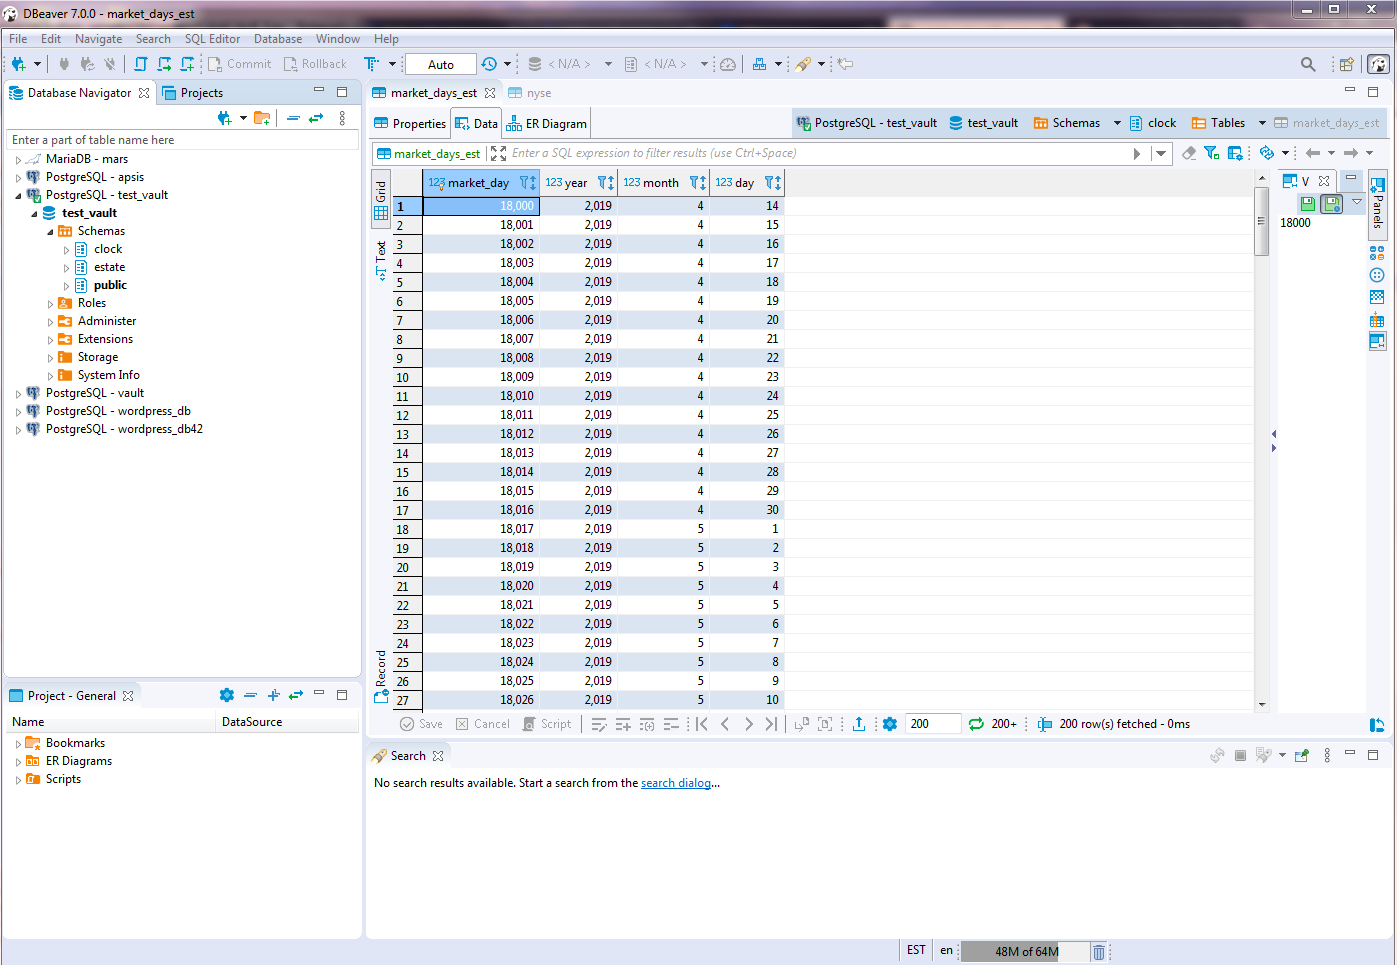 DBeaver 7.0.0 - market_days_est
File Edit Navigate Search SQL Editor Database Window Help
Commit Rollback Auto < N/A > < N/A >
Database Navigator Projects
Enter a part of table name here
MariaDB - mars
PostgreSQL - apsis
PostgreSQL - test_vault
test_vault
Schemas
clock
estate
public
Roles
Administer
Extensions
Storage
System Info
PostgreSQL - vault
PostgreSQL - wordpress_db
PostgreSQL - wordpress_db42
Project - General
Name DataSource
Bookmarks
ER Diagrams
Scripts
market_days_est nyse
Properties Data ER Diagram PostgreSQL - test_vault test_vault Schemas clock Tables market_days_est
market_days_est Enter a SQL expression to filter results (use Ctrl+Space)
Grid
Text
Record
123 market_day 123 year 123 month 123 day
1 18,000 2,019 4 14
2 18,001 2,019 4 15
3 18,002 2,019 4 16
4 18,003 2,019 4 17
5 18,004 2,019 4 18
6 18,005 2,019 4 19
7 18,006 2,019 4 20
8 18,007 2,019 4 21
9 18,008 2,019 4 22
10 18,009 2,019 4 23
11 18,010 2,019 4 24
12 18,011 2,019 4 25
13 18,012 2,019 4 26
14 18,013 2,019 4 27
15 18,014 2,019 4 28
16 18,015 2,019 4 29
17 18,016 2,019 4 30
18 18,017 2,019 5 1
19 18,018 2,019 5 2
20 18,019 2,019 5 3
21 18,020 2,019 5 4
22 18,021 2,019 5 5
23 18,022 2,019 5 6
24 18,023 2,019 5 7
25 18,024 2,019 5 8
26 18,025 2,019 5 9
27 18,026 2,019 5 10
V
18000
Panels
Save Cancel Script 200 200+ 200 row(s) fetched - 0ms
Search
No search results available. Start a search from the search dialog...
EST en 48M of 64M